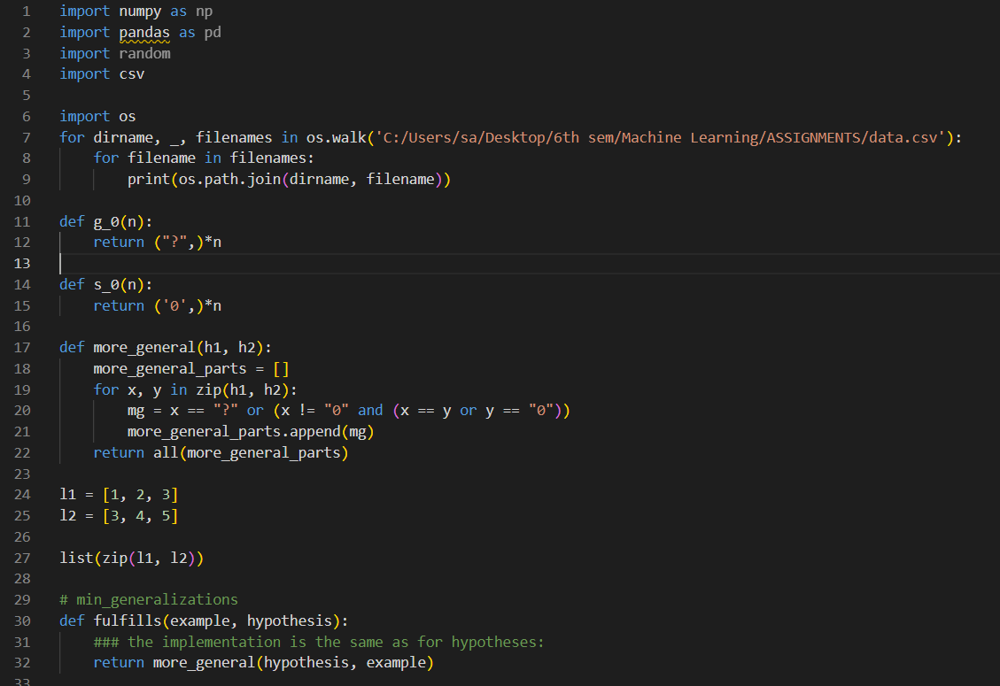 1 import numpy as np
2 import pandas as pd
3 import random
4 import csv
5
6 import os
7 for dirname, _, filenames in os.walk('C:/Users/sa/Desktop/6th sem/Machine Learning/ASSIGNMENTS/data.csv'):
8     for filename in filenames:
9         print(os.path.join(dirname, filename))
10
11 def g_0(n):
12     return ("?",)*n
13
14 def s_0(n):
15     return ('0',)*n
16
17 def more_general(h1, h2):
18     more_general_parts = []
19     for x, y in zip(h1, h2):
20         mg = x == "?" or (x != "0" and (x == y or y == "0"))
21         more_general_parts.append(mg)
22     return all(more_general_parts)
23
24 l1 = [1, 2, 3]
25 l2 = [3, 4, 5]
26
27 list(zip(l1, l2))
28
29 # min_generalizations
30 def fulfills(example, hypothesis):
31     ### the implementation is the same as for hypotheses:
32     return more_general(hypothesis, example)
33